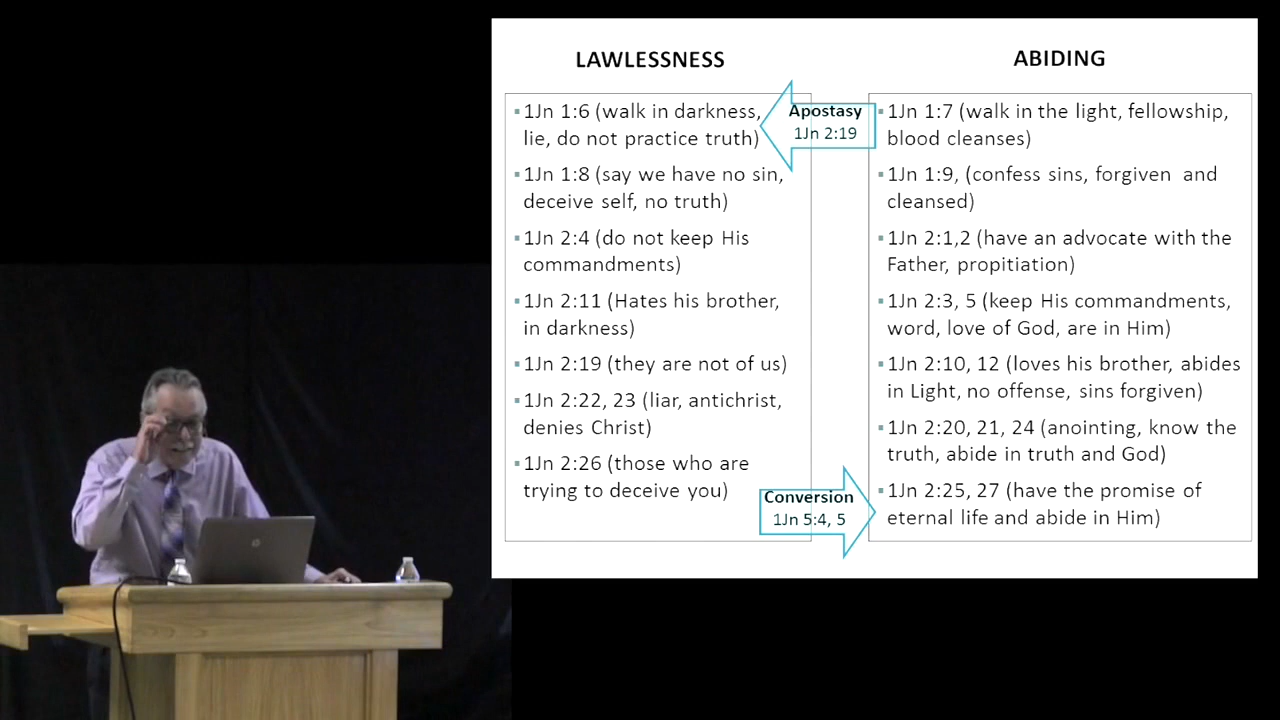 LAWLESSNESS
▪1Jn 1:6 (walk in darkness,
lie, do not practice truth)
▪1Jn 1:8 (say we have no sin,
deceive self, no truth)
▪1Jn 2:4 (do not keep His
commandments)
▪1Jn 2:11 (Hates his brother,
in darkness)
▪1Jn 2:19 (they are not of us)
▪1Jn 2:22, 23 (liar, antichrist,
denies Christ)
▪1Jn 2:26 (those who are
trying to deceive you)
Apostasy
1Jn 2:19
Conversion
1Jn 5:4, 5
ABIDING
▪1Jn 1:7 (walk in the light, fellowship,
blood cleanses)
▪1Jn 1:9, (confess sins, forgiven and
cleansed)
▪1Jn 2:1,2 (have an advocate with the
Father, propitiation)
▪1Jn 2:3, 5 (keep His commandments,
word, love of God, are in Him)
▪1Jn 2:10, 12 (loves his brother, abides
in Light, no offense, sins forgiven)
▪1Jn 2:20, 21, 24 (anointing, know the
truth, abide in truth and God)
▪1Jn 2:25, 27 (have the promise of
eternal life and abide in Him)